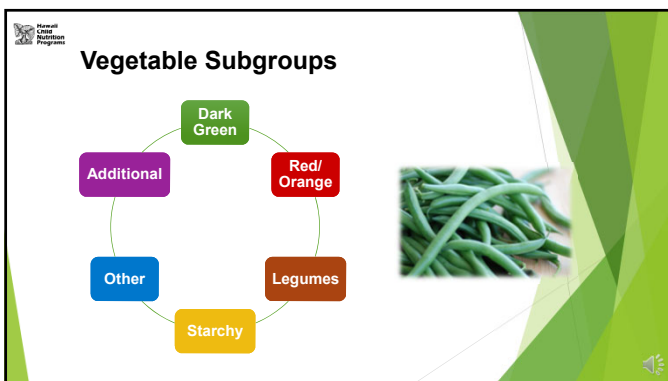 Hawaii
Child
Nutrition
Programs
Vegetable Subgroups
Dark
Green
Red/
Orange
Legumes
Starchy
Other
Additional